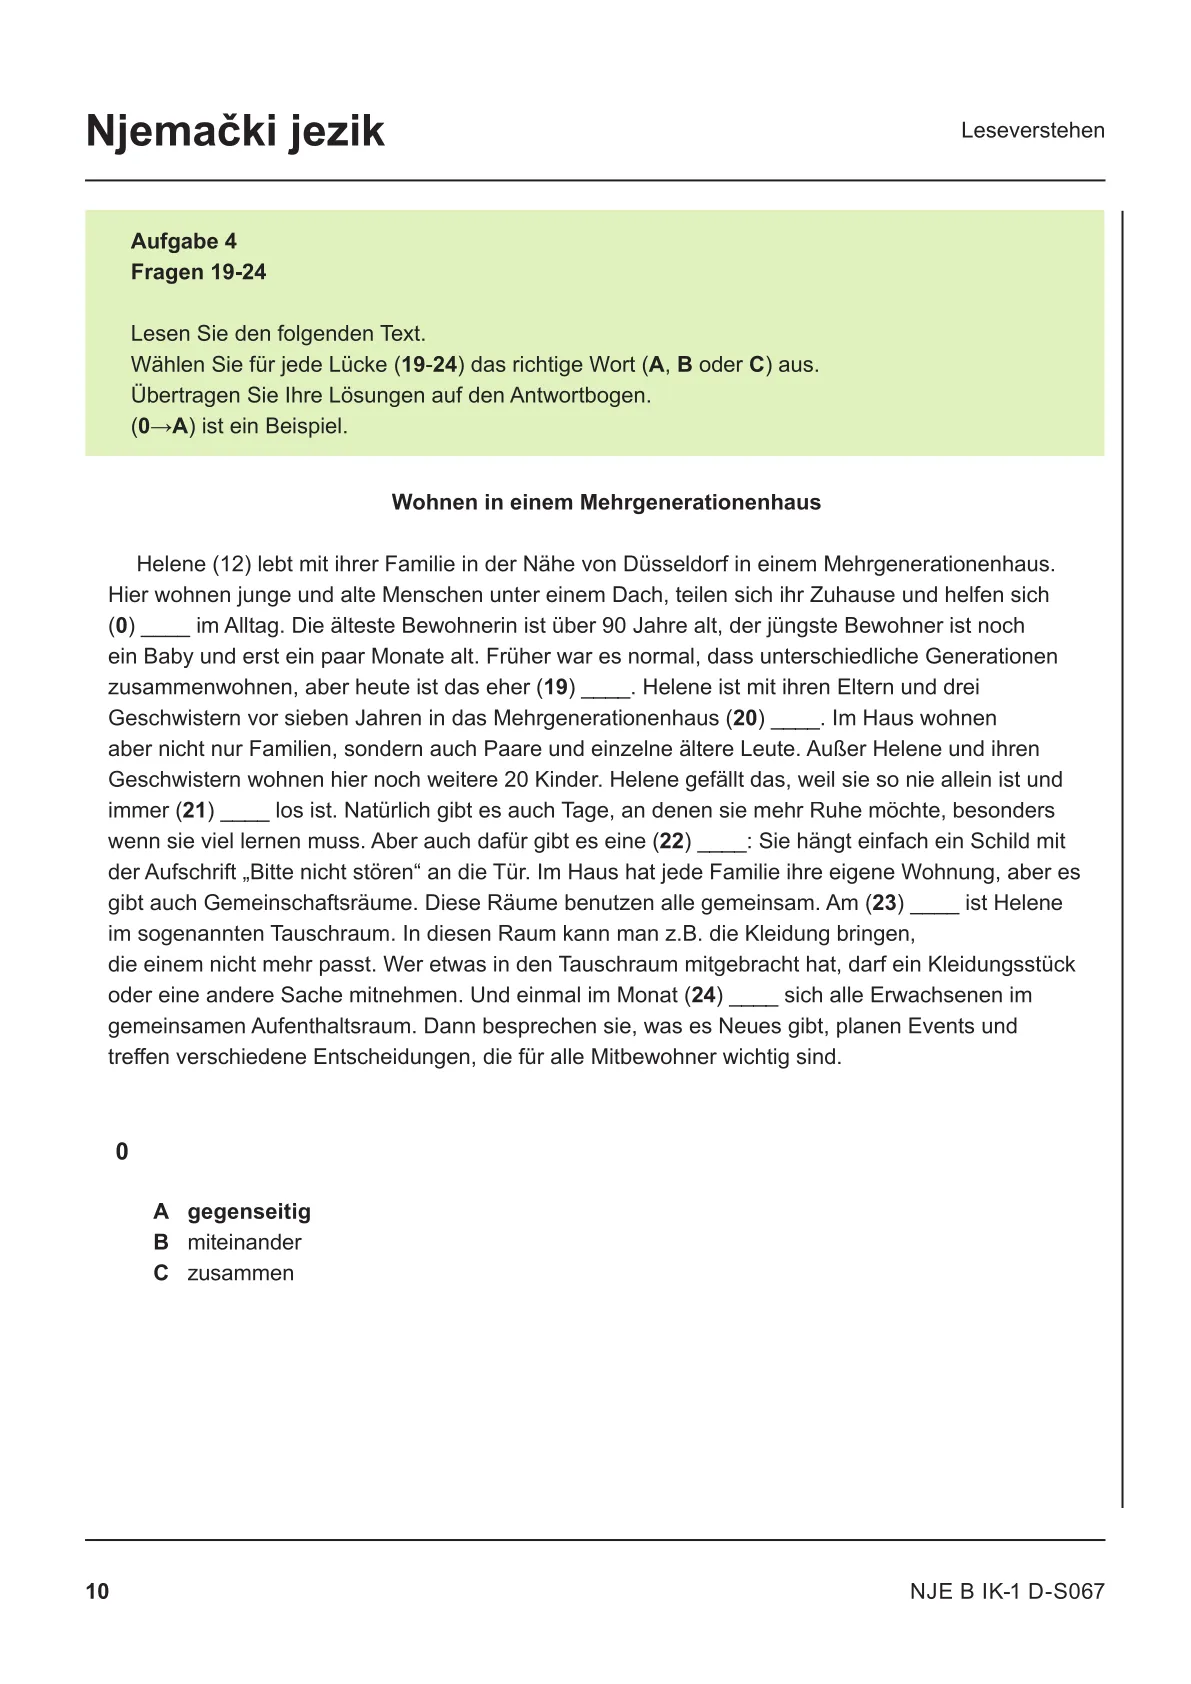 Njemački jezik
Leseverstehen
Aufgabe 4
Fragen 19-24
Lesen Sie den folgenden Text.
Wählen Sie für jede Lücke (19-24) das richtige Wort (A, B oder C) aus.
Übertragen Sie Ihre Lösungen auf den Antwortbogen.
(0→A) ist ein Beispiel.
Wohnen in einem Mehrgenerationenhaus
Helene (12) lebt mit ihrer Familie in der Nähe von Düsseldorf in einem Mehrgenerationenhaus.
Hier wohnen junge und alte Menschen unter einem Dach, teilen sich ihr Zuhause und helfen sich
(0) ____ im Alltag. Die älteste Bewohnerin ist über 90 Jahre alt, der jüngste Bewohner ist noch
ein Baby und erst ein paar Monate alt. Früher war es normal, dass unterschiedliche Generationen
zusammenwohnen, aber heute ist das eher (19) ____. Helene ist mit ihren Eltern und drei
Geschwistern vor sieben Jahren in das Mehrgenerationenhaus (20) ____. Im Haus wohnen
aber nicht nur Familien, sondern auch Paare und einzelne ältere Leute. Außer Helene und ihren
Geschwistern wohnen hier noch weitere 20 Kinder. Helene gefällt das, weil sie so nie allein ist und
immer (21) ____ los ist. Natürlich gibt es auch Tage, an denen sie mehr Ruhe möchte, besonders
wenn sie viel lernen muss. Aber auch dafür gibt es eine (22) ____: Sie hängt einfach ein Schild mit
der Aufschrift „Bitte nicht stören“ an die Tür. Im Haus hat jede Familie ihre eigene Wohnung, aber es
gibt auch Gemeinschaftsräume. Diese Räume benutzen alle gemeinsam. Am (23) ____ ist Helene
im sogenannten Tauschraum. In diesen Raum kann man z.B. die Kleidung bringen,
die einem nicht mehr passt. Wer etwas in den Tauschraum mitgebracht hat, darf ein Kleidungsstück
oder eine andere Sache mitnehmen. Und einmal im Monat (24) ____ sich alle Erwachsenen im
gemeinsamen Aufenthaltsraum. Dann besprechen sie, was es Neues gibt, planen Events und
treffen verschiedene Entscheidungen, die für alle Mitbewohner wichtig sind.
0
A gegenseitig
B miteinander
C zusammen
10
NJE B IK-1 D-S067